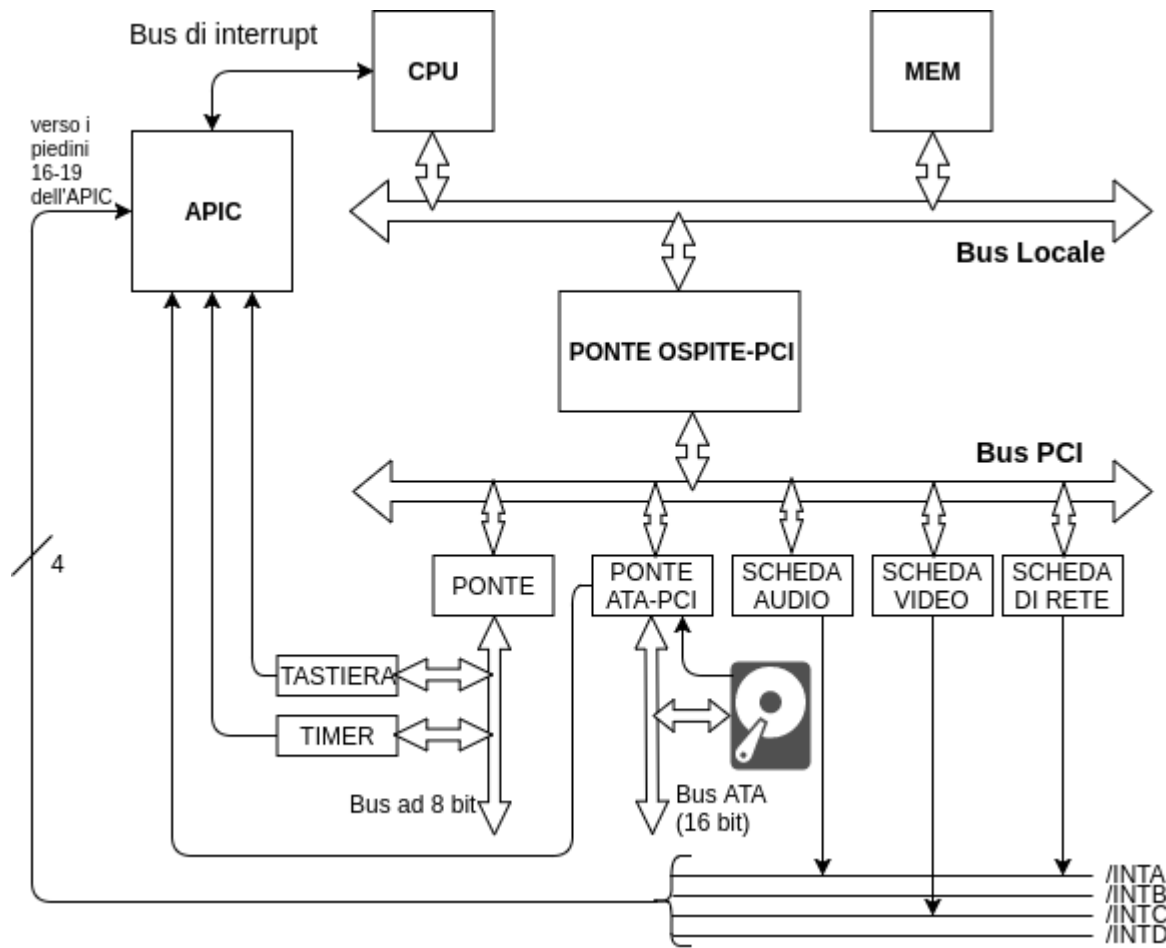 Bus di interrupt
CPU
MEM
verso i
piedini
16-19
dell'APIC
APIC
Bus Locale
PONTE OSPITE-PCI
Bus PCI
4
PONTE
PONTE
ATA-PCI
SCHEDA
AUDIO
SCHEDA
VIDEO
SCHEDA
DI RETE
TASTIERA
TIMER
Bus ad 8 bit
Bus ATA
(16 bit)
/INTA
/INTB
/INTC
/INTD